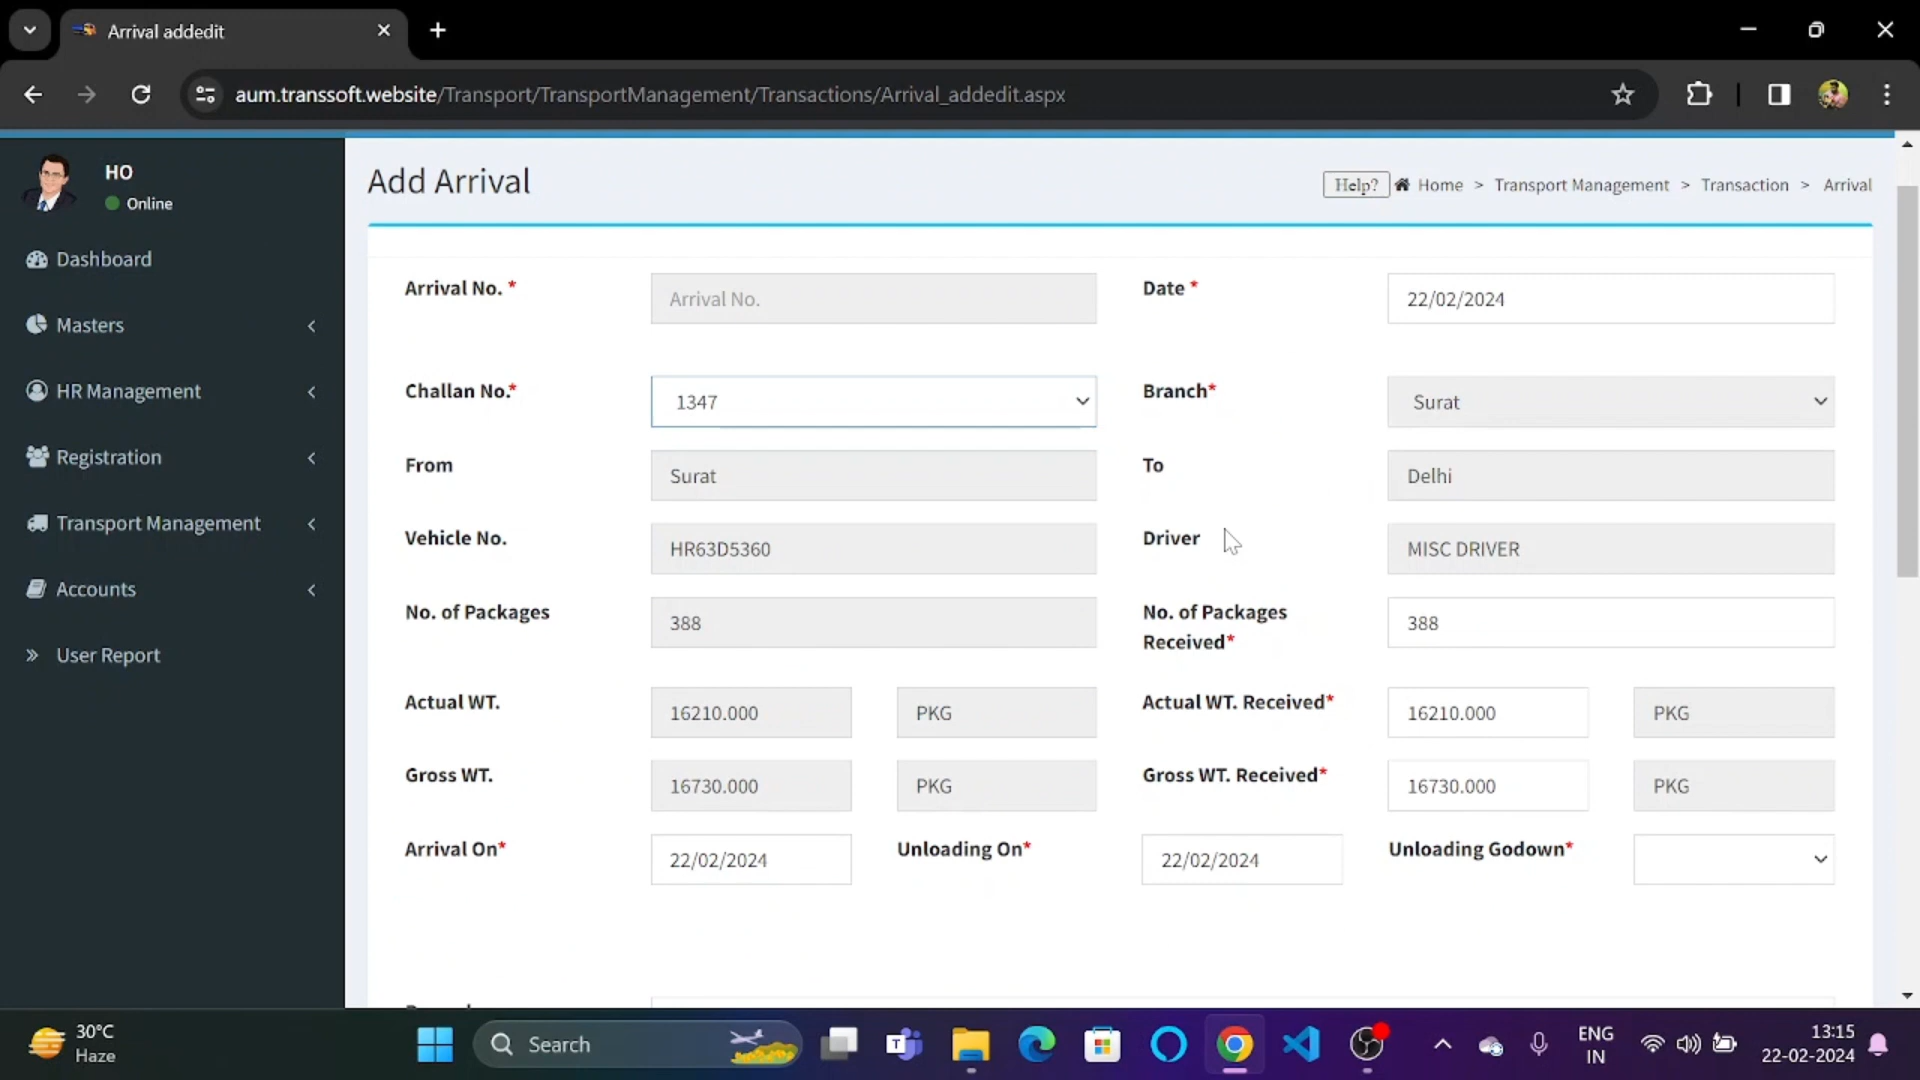 Arrival addedit
aum.transsoft.website/Transport/TransportManagement/Transactions/Arrival_addedit.aspx
HO
Online
Dashboard
Masters
HR Management
Registration
Transport Management
Accounts
User Report
Add Arrival
Help? Home > Transport Management > Transaction > Arrival
Arrival No. * Arrival No. Date * 22/02/2024
Challan No.* 1347 Branch* Surat
From Surat To Delhi
Vehicle No. HR63D5360 Driver MISC DRIVER
No. of Packages 388 No. of Packages Received* 388
Actual WT. 16210.000 PKG Actual WT. Received* 16210.000 PKG
Gross WT. 16730.000 PKG Gross WT. Received* 16730.000 PKG
Arrival On* 22/02/2024 Unloading On* 22/02/2024 Unloading Godown*
30°C
Haze
Search
ENG
IN
13:15
22-02-2024